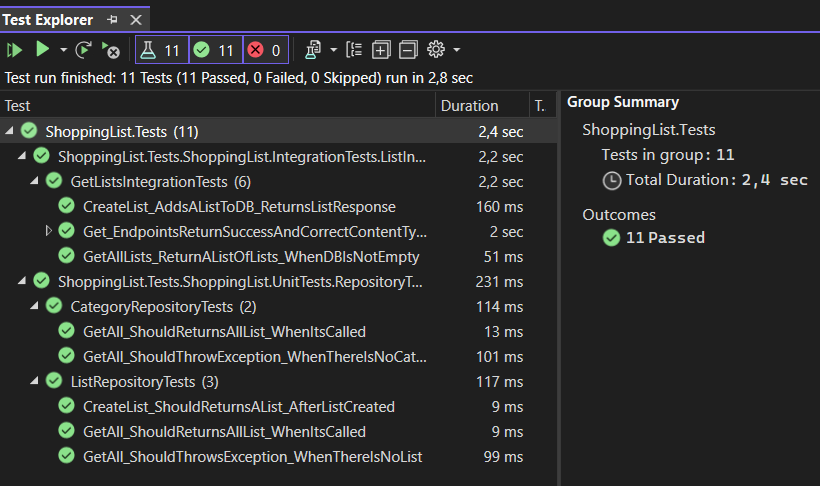 Test Explorer
11 11 0
Test run finished: 11 Tests (11 Passed, 0 Failed, 0 Skipped) run in 2,8 sec
Test Duration T.
ShoppingList.Tests (11) 2,4 sec
ShoppingList.Tests.ShoppingList.IntegrationTests.ListIn... 2,2 sec
GetListsIntegrationTests (6) 2,2 sec
CreateList_AddsAListToDB_ReturnsListResponse 160 ms
Get_EndpointsReturnSuccessAndCorrectContentTy... 2 sec
GetAllLists_ReturnAListOfLists_WhenDBIsNotEmpty 51 ms
ShoppingList.Tests.ShoppingList.UnitTests.RepositoryT... 231 ms
CategoryRepositoryTests (2) 114 ms
GetAll_ShouldReturnsAllList_WhenItsCalled 13 ms
GetAll_ShouldThrowException_WhenThereIsNoCat... 101 ms
ListRepositoryTests (3) 117 ms
CreateList_ShouldReturnsAList_AfterListCreated 9 ms
GetAll_ShouldReturnsAllList_WhenItsCalled 9 ms
GetAll_ShouldThrowsException_WhenThereIsNoList 99 ms
Group Summary
ShoppingList.Tests
Tests in group: 11
Total Duration: 2,4 sec
Outcomes
11 Passed